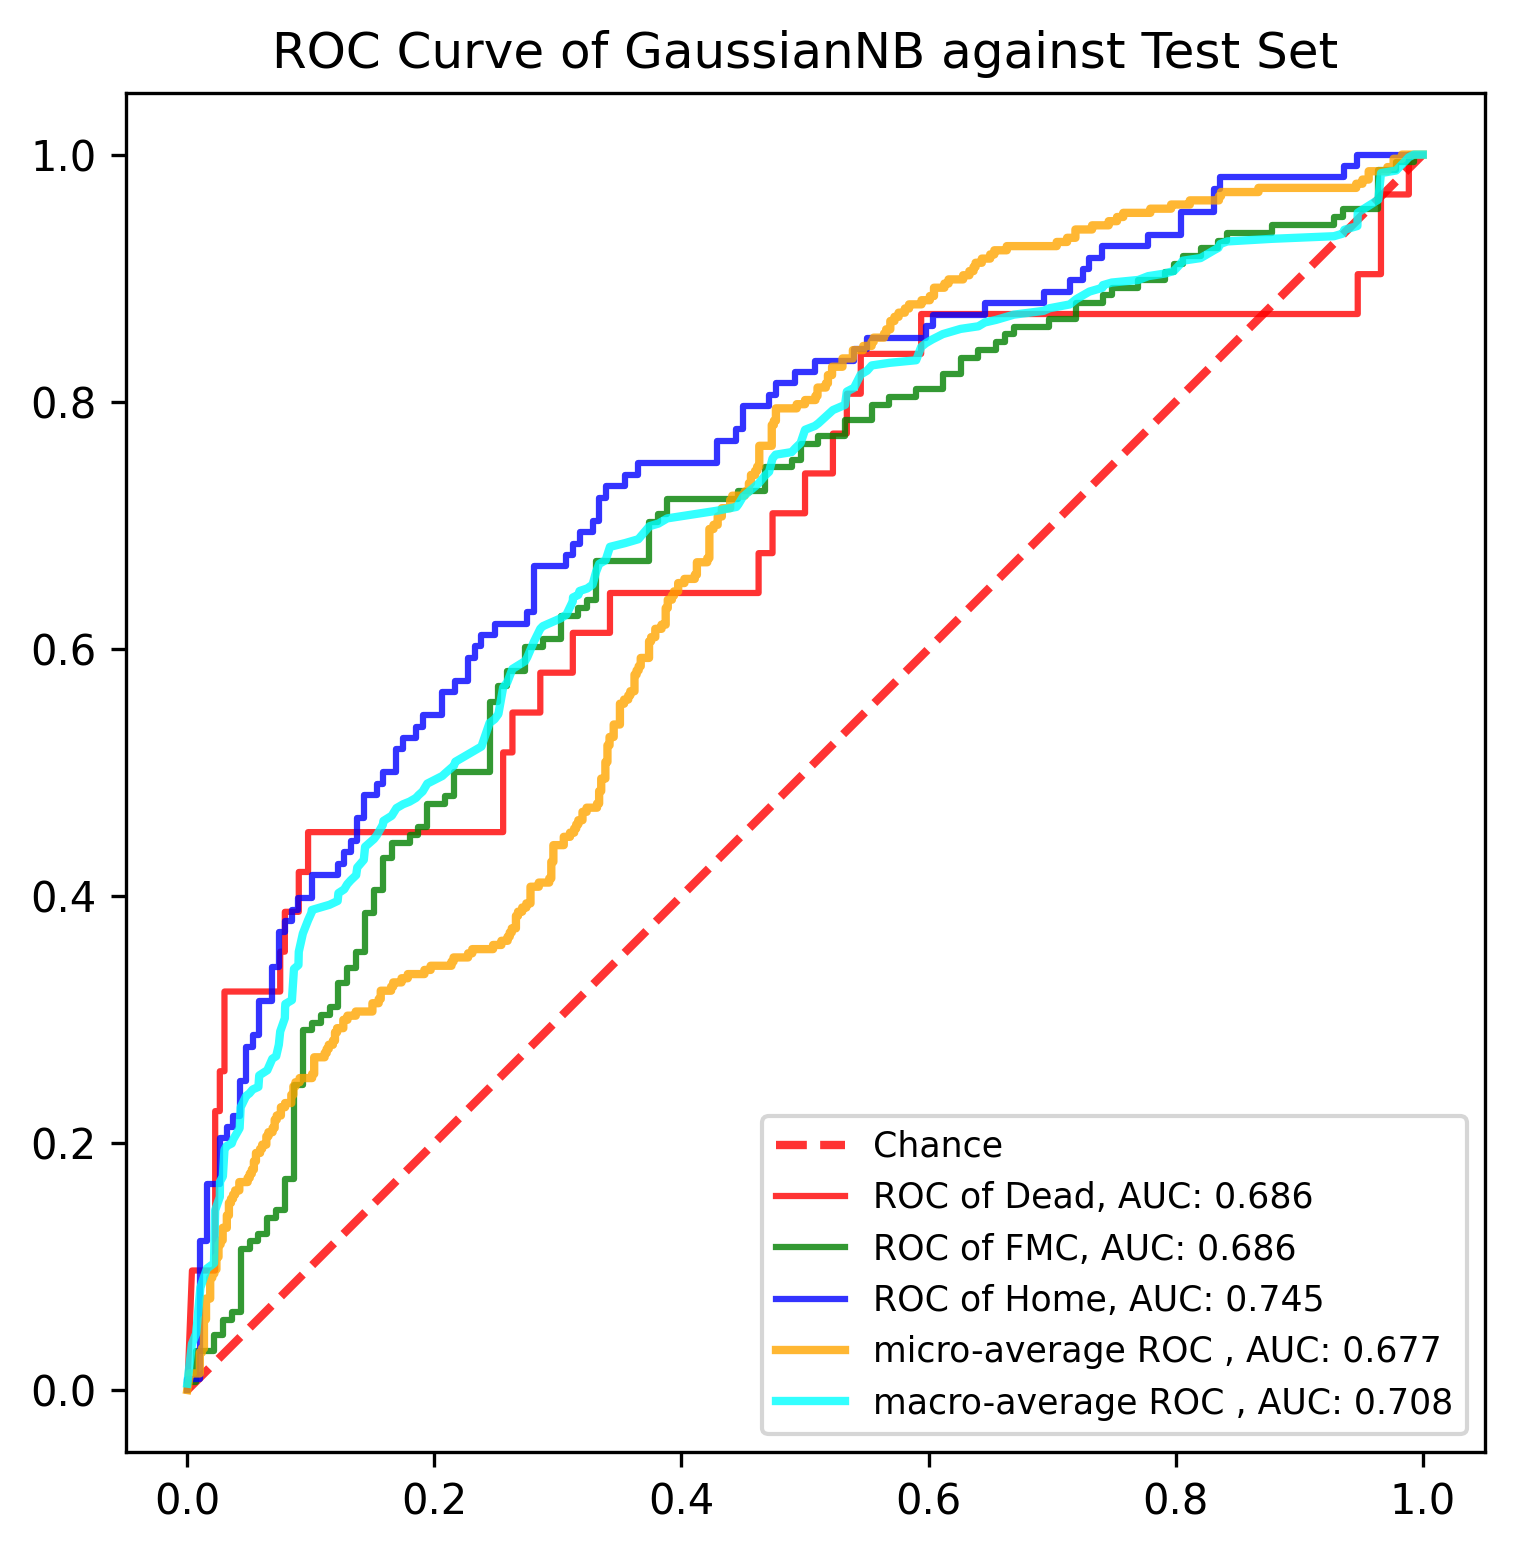 ROC Curve of GaussianNB against Test Set
1.0
0.8
0.6
0.4
0.2
0.0
0.0 0.2 0.4 0.6 0.8 1.0
Chance
ROC of Dead, AUC: 0.686
ROC of FMC, AUC: 0.686
ROC of Home, AUC: 0.745
micro-average ROC , AUC: 0.677
macro-average ROC , AUC: 0.708